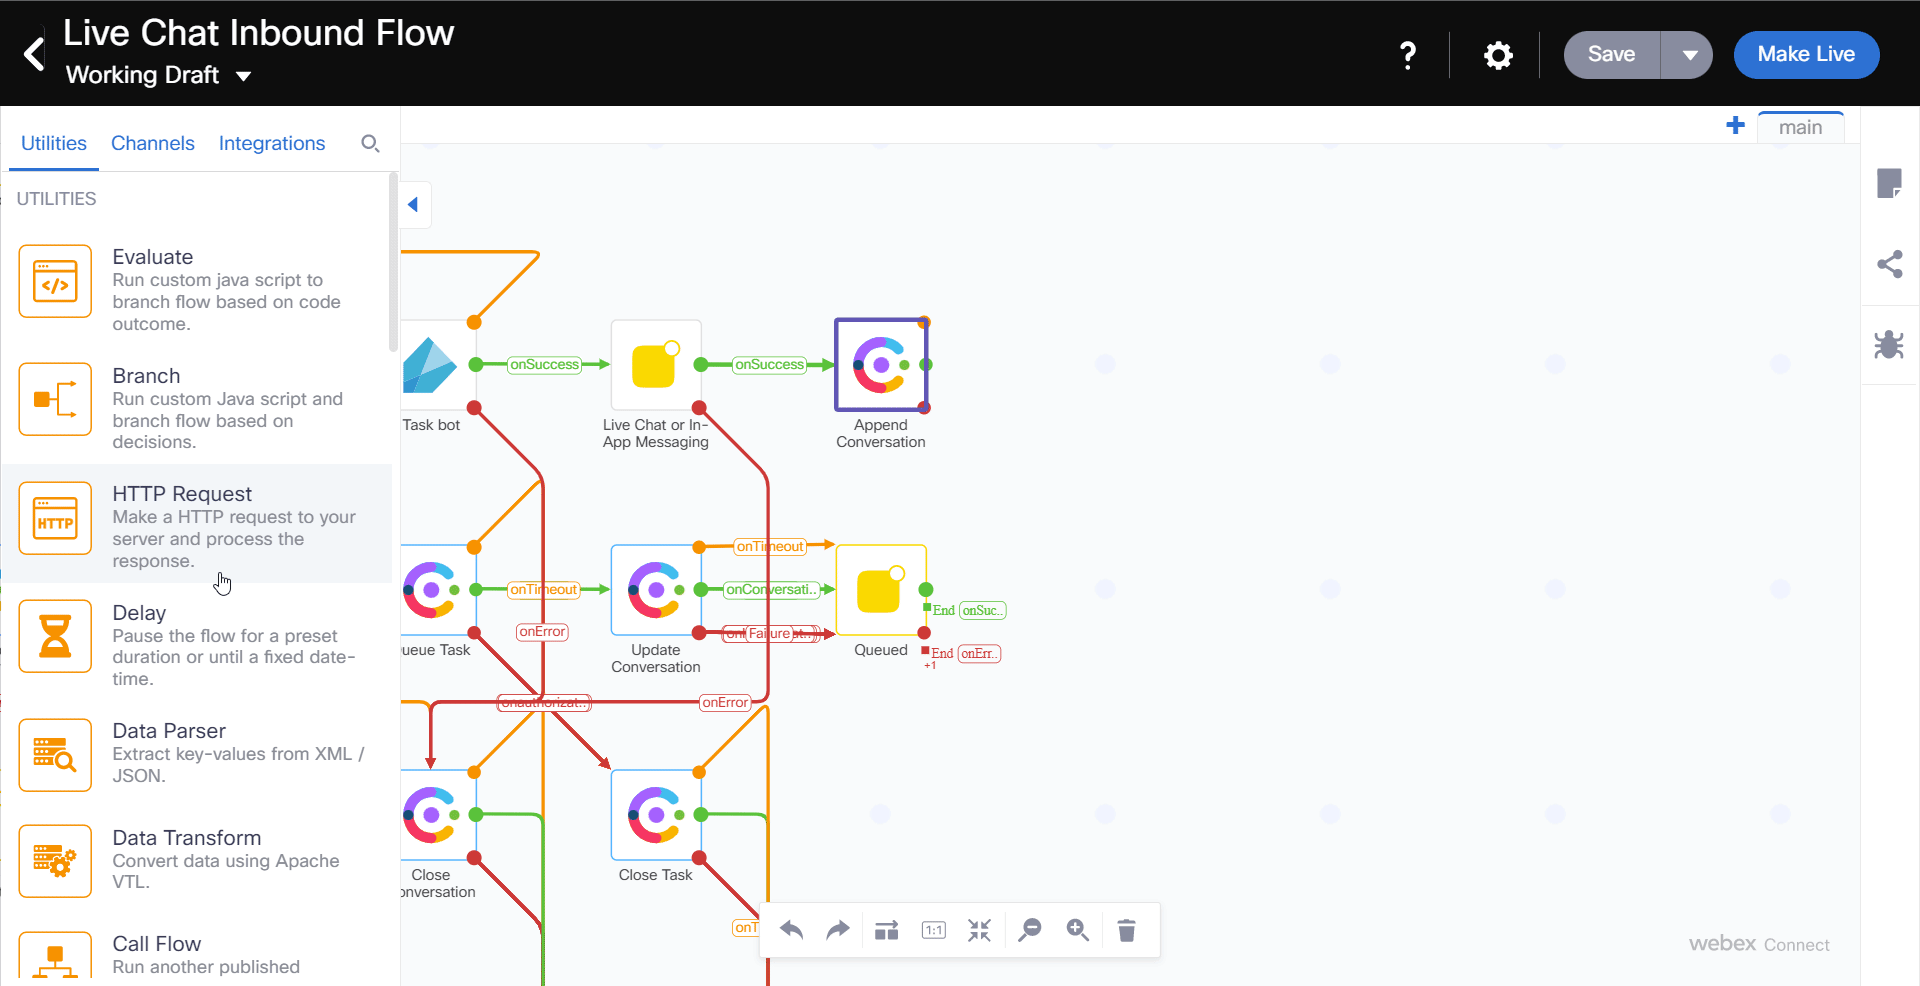 Live Chat Inbound Flow
Working Draft
?
Save
Make Live
Utilities
Channels
Integrations
main
UTILITIES
Evaluate
Run custom java script to
branch flow based on code
outcome.
Branch
Run custom Java script and
branch flow based on
decisions.
HTTP
HTTP Request
Make a HTTP request to your
server and process the
response.
Delay
Pause the flow for a preset
duration or until a fixed date-
time.
Data Parser
Extract key-values from XML /
JSON.
Data Transform
Convert data using Apache
VTL.
Call Flow
Run another published
onSuccess
onSuccess
Task bot
Live Chat or In-
App Messaging
Append
Conversation
onTimeout
onTimeout
onConversati..
onError
Failure
End onSuc..
End onErr..
+1
ueue Task
Update
Conversation
Queued
onauthorizat..
onError
Close
onversation
Close Task
onT
1:1
webex Connect